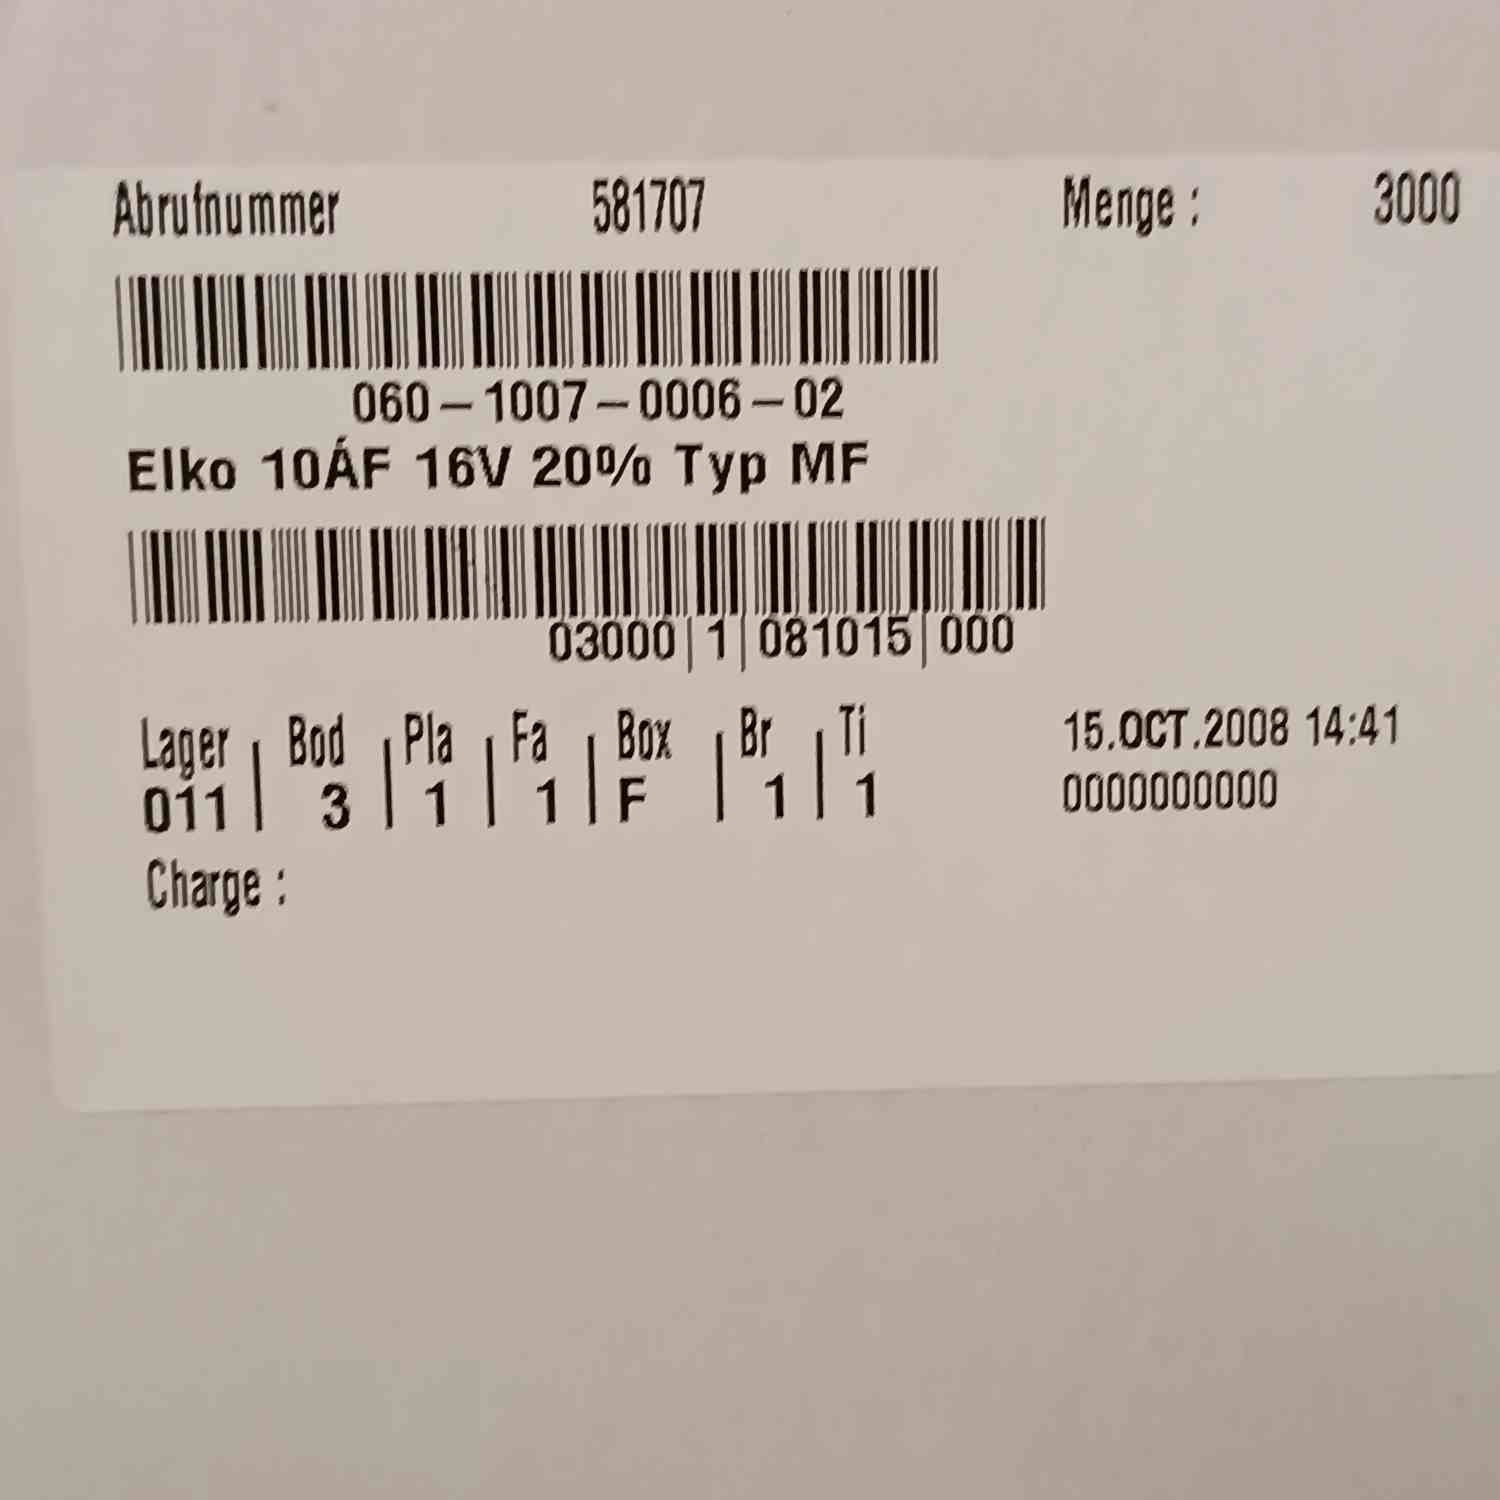 Abrufnummer 581707 Menge : 3000
060-1007-0006-02
Elko 10ÁF 16V 20% Typ MF
03000|1|081015|000
Lager | Bod | Pla | Fa | Box | Br | Ti 15.OCT.2008 14:41
011 | 3 | 1 | 1 | F | 1 | 1 0000000000
Charge :